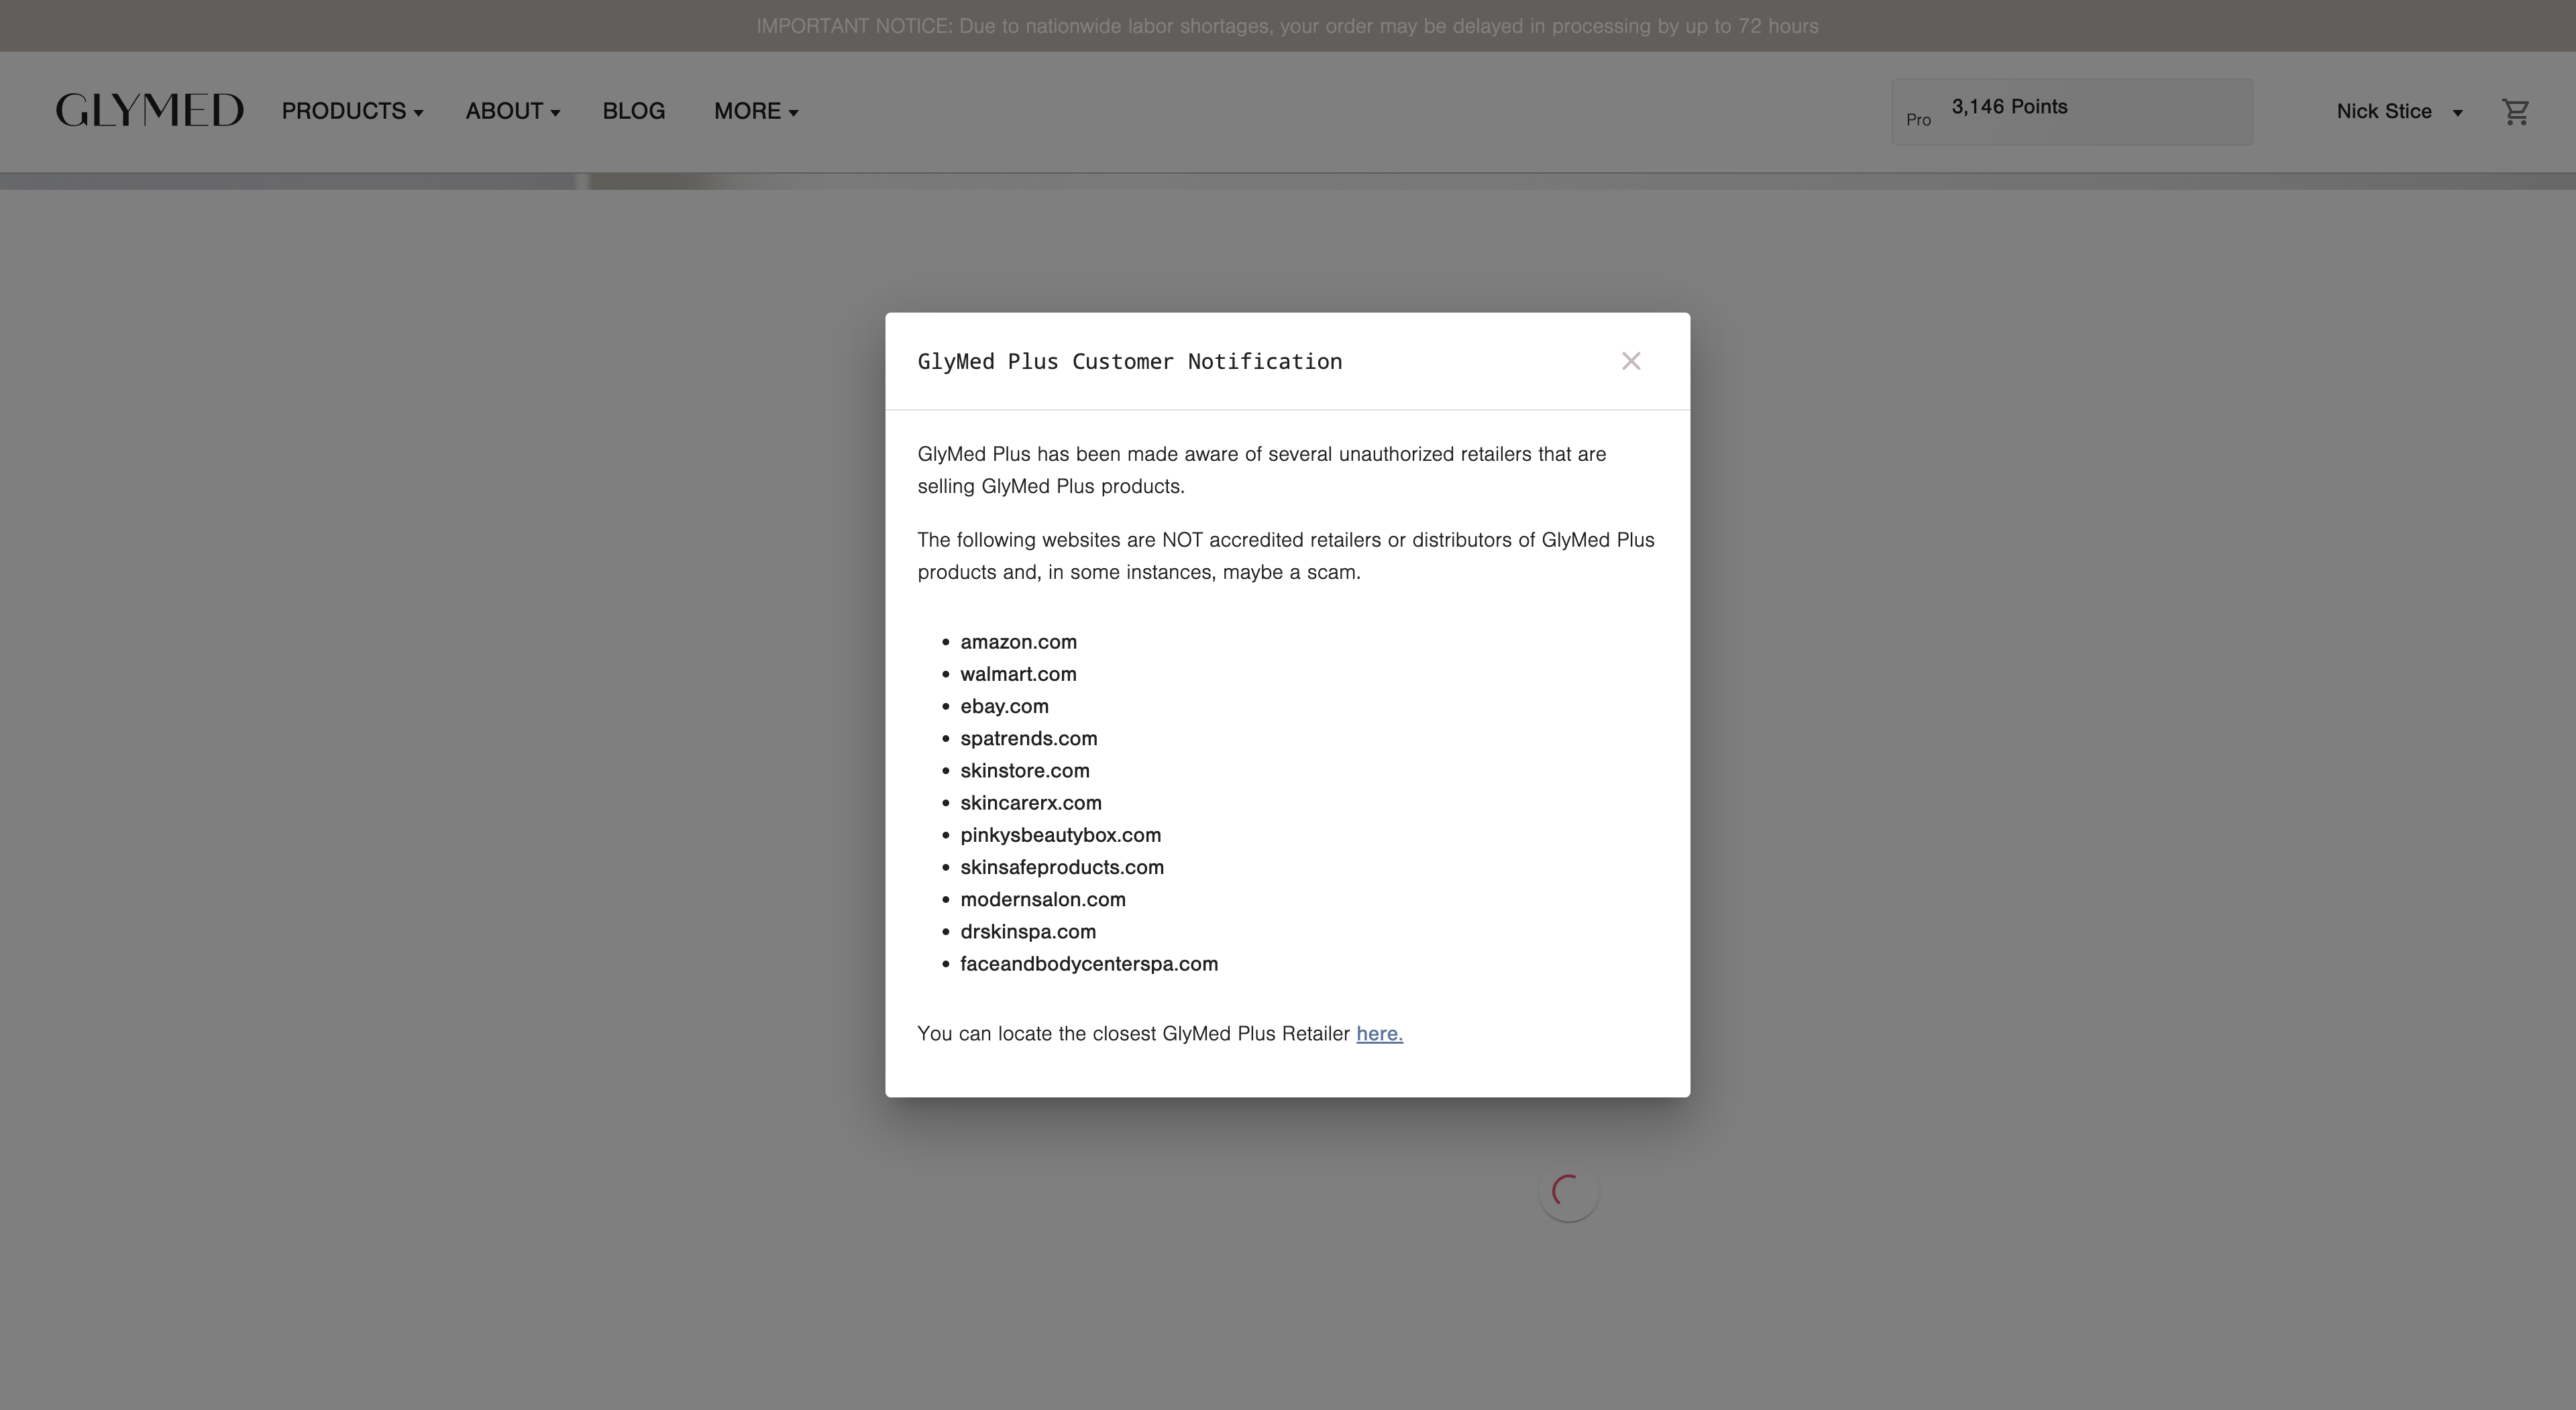 IMPORTANT NOTICE: Due to nationwide labor shortages, your order may be delayed in processing by up to 72 hours
GLYMED PRODUCTS ABOUT BLOG MORE Pro 3,146 Points Nick Stice
GlyMed Plus Customer Notification
GlyMed Plus has been made aware of several unauthorized retailers that are
selling GlyMed Plus products.
The following websites are NOT accredited retailers or distributors of GlyMed Plus
products and, in some instances, maybe a scam.
• amazon.com
• walmart.com
• ebay.com
• spatrends.com
• skinstore.com
• skincarerx.com
• pinkysbeautybox.com
• skinsafeproducts.com
• modernsalon.com
• drskinspa.com
• faceandbodycenterspa.com
You can locate the closest GlyMed Plus Retailer here.